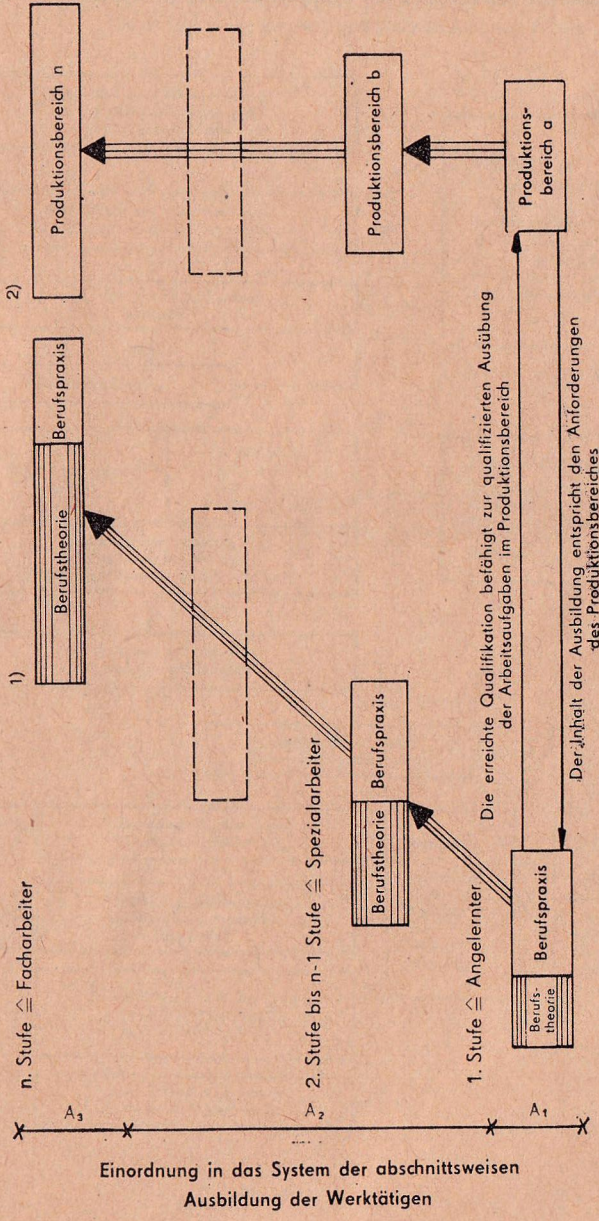 1)
2)
n. Stufe ≙ Facharbeiter
Berufstheorie
Berufspraxis
Produktionsbereich n
2. Stufe bis n-1 Stufe ≙ Spezialarbeiter
Berufstheorie
Berufspraxis
Produktionsbereich b
1. Stufe ≙ Angelernter
Berufs-
theorie
Berufspraxis
Die erreichte Qualifikation befähigt zur qualifizierten Ausübung
der Arbeitsaufgaben im Produktionsbereich
Der Inhalt der Ausbildung entspricht den Anforderungen
des Produktionsbereiches
Produktions-
bereich a
A₃
A₂
A₁
Einordnung in das System der abschnittsweisen
Ausbildung der Werktätigen